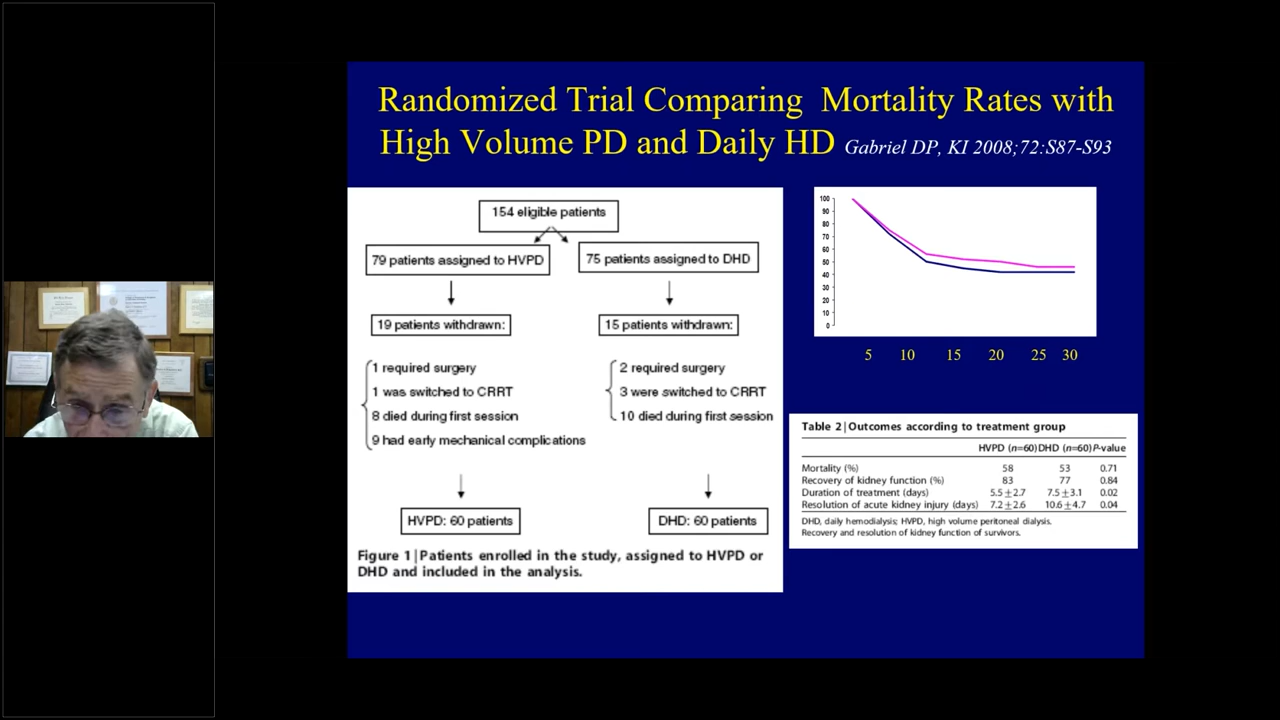 Randomized Trial Comparing Mortality Rates with
High Volume PD and Daily HD Gabriel DP, KI 2008;72:S87-S93
154 eligible patients
79 patients assigned to HVPD
75 patients assigned to DHD
19 patients withdrawn:
15 patients withdrawn:
1 required surgery
1 was switched to CRRT
8 died during first session
9 had early mechanical complications
2 required surgery
3 were switched to CRRT
10 died during first session
HVPD: 60 patients
DHD: 60 patients
Figure 1|Patients enrolled in the study, assigned to HVPD or
DHD and included in the analysis.
100
90
80
70
60
50
40
30
20
10
0
5 10 15 20 25 30
Table 2|Outcomes according to treatment group
HVPD (n=60) DHD (n=60) P-value
Mortality (%) 58 53 0.71
Recovery of kidney function (%) 83 77 0.84
Duration of treatment (days) 5.5±2.7 7.5±3.1 0.02
Resolution of acute kidney injury (days) 7.2±2.6 10.6±4.7 0.04
DHD, daily hemodialysis; HVPD, high volume peritoneal dialysis.
Recovery and resolution of kidney function of survivors.